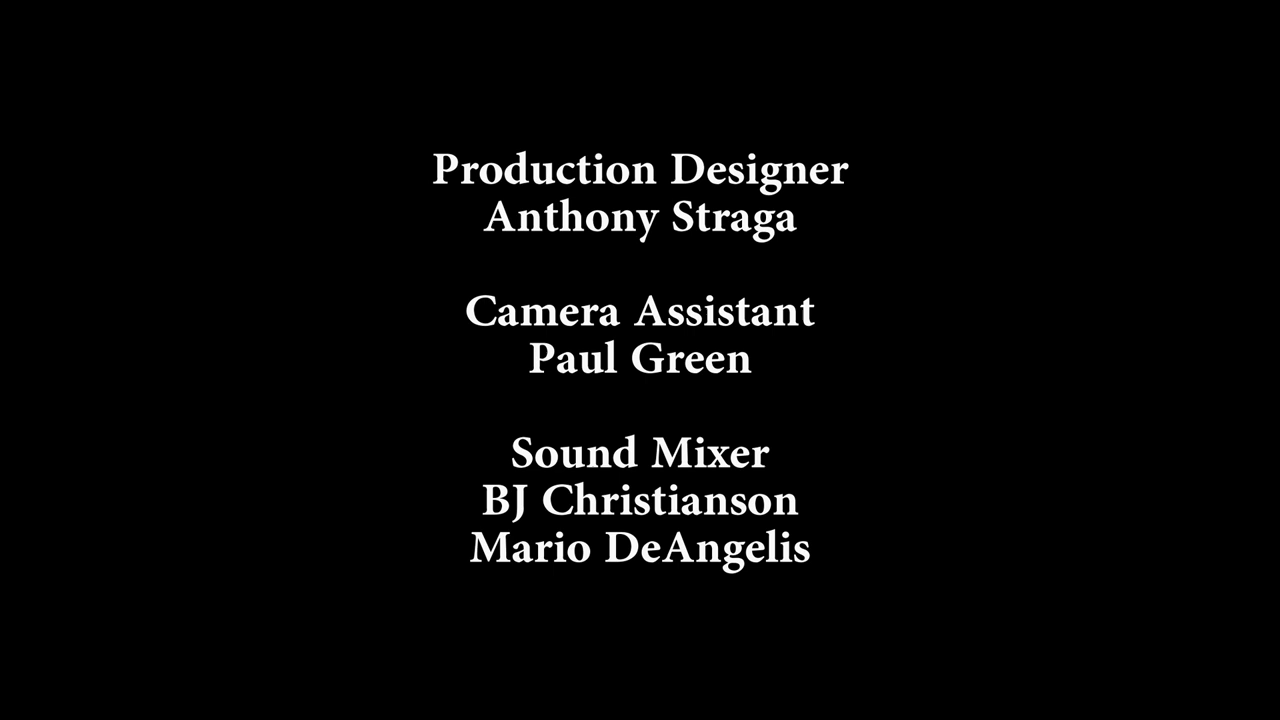 Production Designer
Anthony Straga
Camera Assistant
Paul Green
Sound Mixer
BJ Christianson
Mario DeAngelis